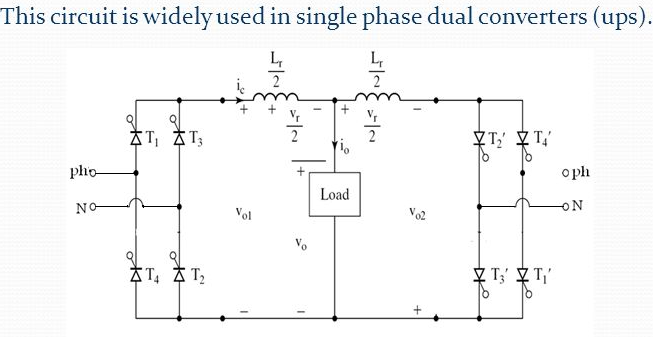 This circuit is widely used in single phase dual converters (ups).
Lr
2
Lr
2
ic
+ + vr − + vr −
2
2
T1 T3
io
T2' T4'
ph
+
o ph
Load
N
N
vo1
vo2
vo
T4 T2
T3' T1'
− − +